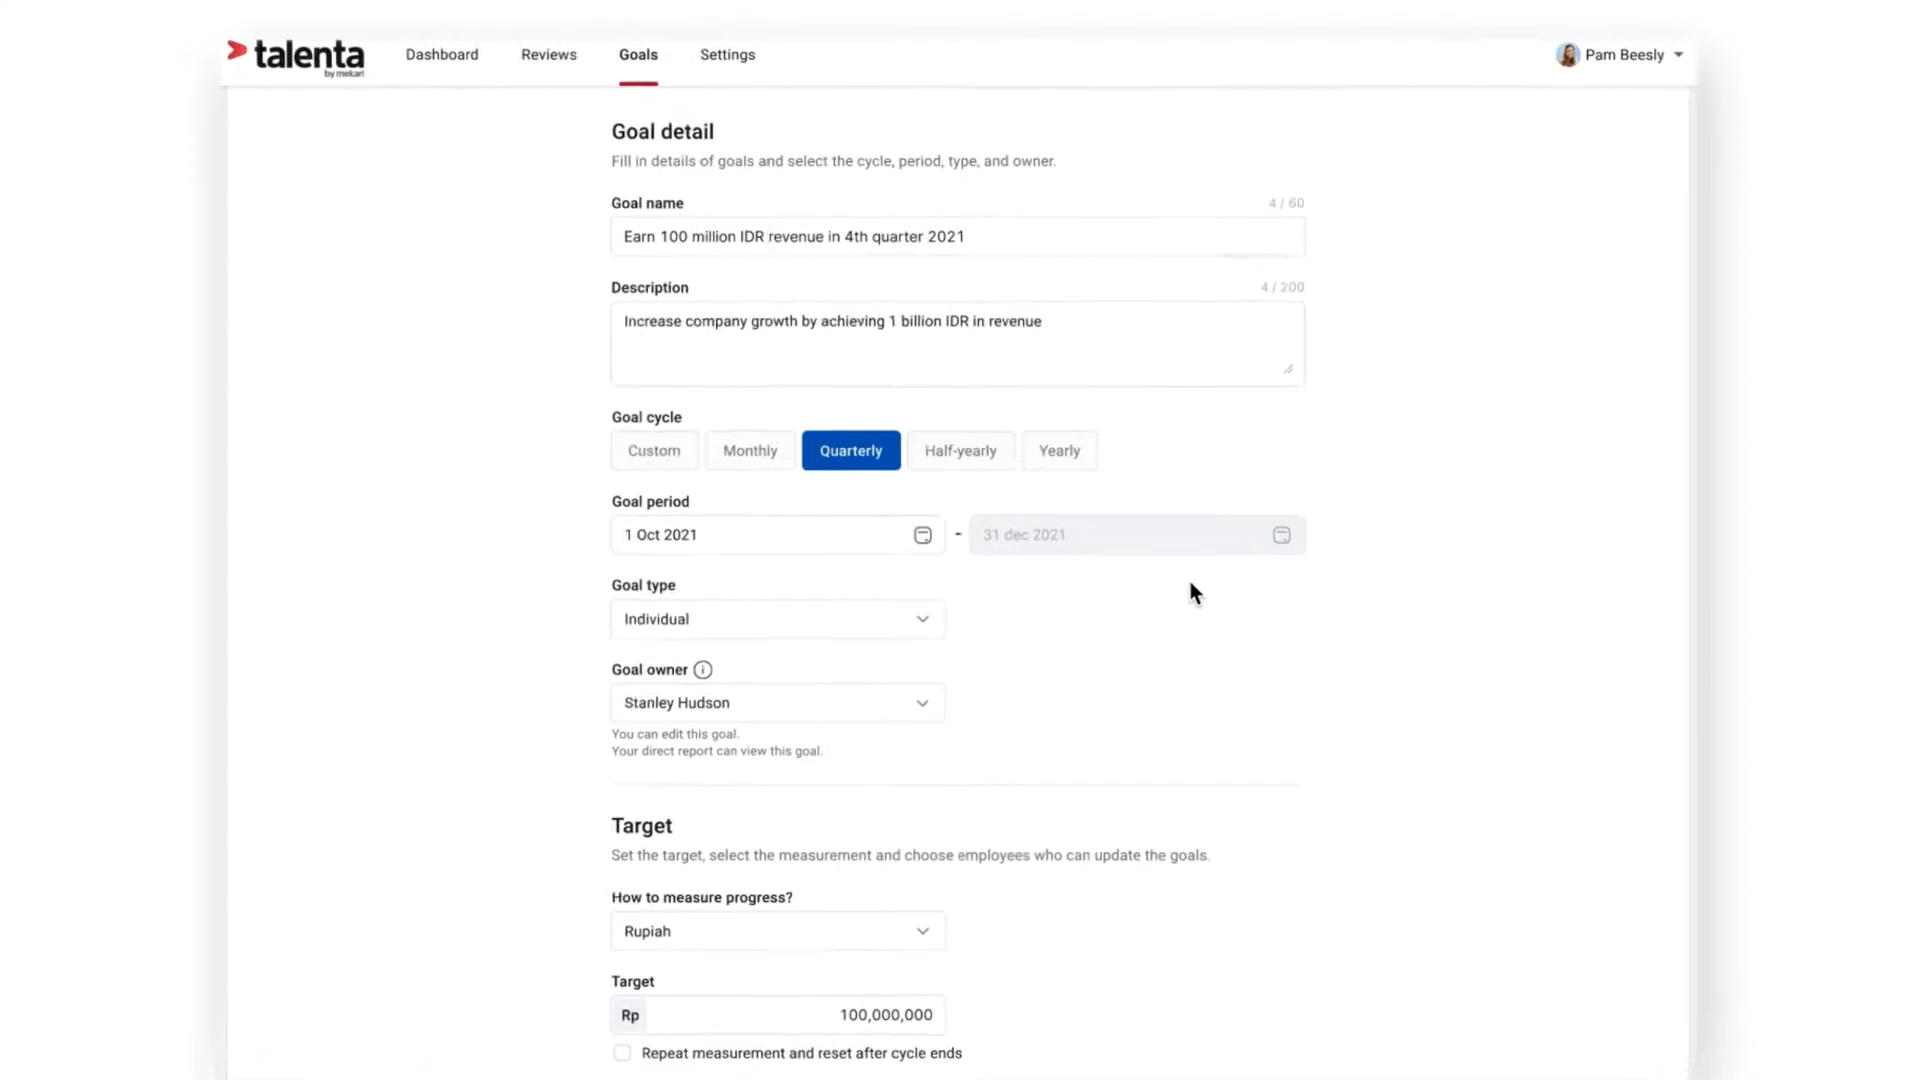 talenta
by mekari
Dashboard
Reviews
Goals
Settings
Pam Beesly
Goal detail
Fill in details of goals and select the cycle, period, type, and owner.
Goal name
4 / 60
Earn 100 million IDR revenue in 4th quarter 2021
Description
4 / 200
Increase company growth by achieving 1 billion IDR in revenue
Goal cycle
Custom
Monthly
Quarterly
Half-yearly
Yearly
Goal period
1 Oct 2021
-
31 dec 2021
Goal type
Individual
Goal owner
Stanley Hudson
You can edit this goal.
Your direct report can view this goal.
Target
Set the target, select the measurement and choose employees who can update the goals.
How to measure progress?
Rupiah
Target
Rp
100,000,000
Repeat measurement and reset after cycle ends